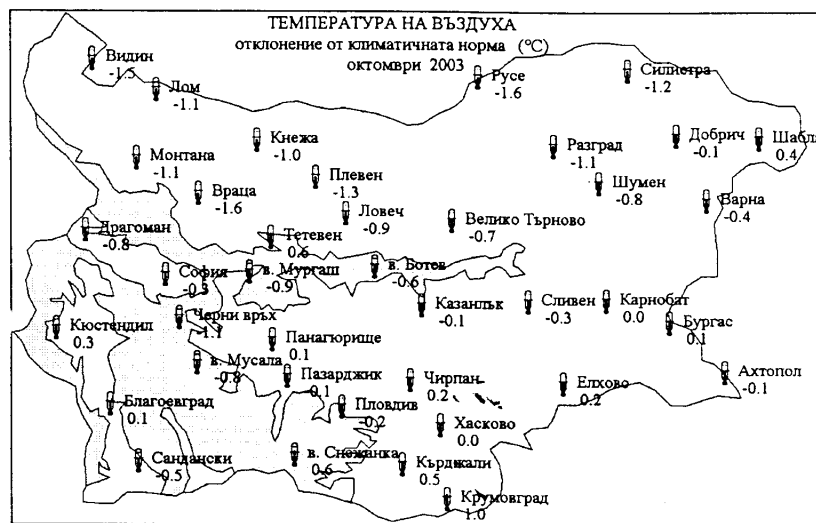 ТЕМПЕРАТУРА НА ВЪЗДУХА
отклонение от климатичната норма (°C)
октомври 2003
Видин
-1.5
Лом
-1.1
Русе
-1.6
Силистра
-1.2
Кнежа
-1.0
Монтана
-1.1
Плевен
-1.3
Враца
-1.6
Ловеч
-0.9
Разград
-1.1
Добрич
-0.1
Шабла
0.4
Шумен
-0.8
Варна
-0.4
Велико Търново
-0.7
Драгоман
-0.8
Тетевен
0.6
София
-0.3
в. Мургаш
-0.9
в. Ботев
-0.6
Казанлък
-0.1
Сливен
-0.3
Карнобат
0.0
Бургас
0.1
Кюстендил
0.3
Черни връх
-1.1
Панагюрище
0.1
в. Мусала
-0.8
Пазарджик
0.1
Чирпан
0.2
Елхово
0.2
Ахтопол
-0.1
Благоевград
0.1
Пловдив
-0.2
Хасково
0.0
Сандански
-0.5
в. Снежанка
0.6
Кърджали
0.5
Крумовград
1.0